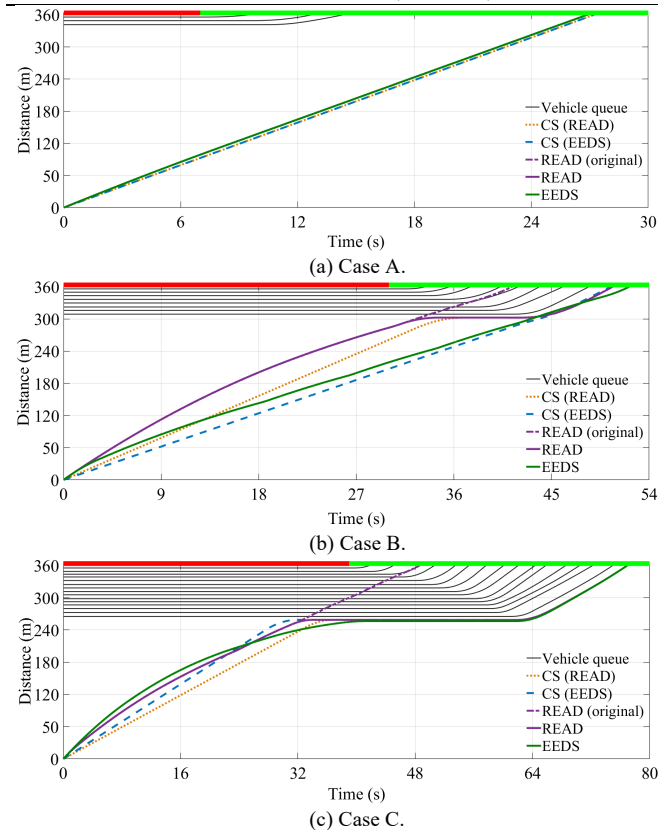 360
300
240
180
120
50
0
Distance (m)
Vehicle queue
CS (READ)
CS (EEDS)
READ (original)
READ
EEDS
0 6 12 18 24 30
Time (s)
(a) Case A.
360
300
240
180
120
50
0
Distance (m)
Vehicle queue
CS (READ)
CS (EEDS)
READ (original)
READ
EEDS
0 9 18 27 36 45 54
Time (s)
(b) Case B.
360
300
240
180
120
50
0
Distance (m)
Vehicle queue
CS (READ)
CS (EEDS)
READ (original)
READ
EEDS
0 16 32 48 64 80
Time (s)
(c) Case C.